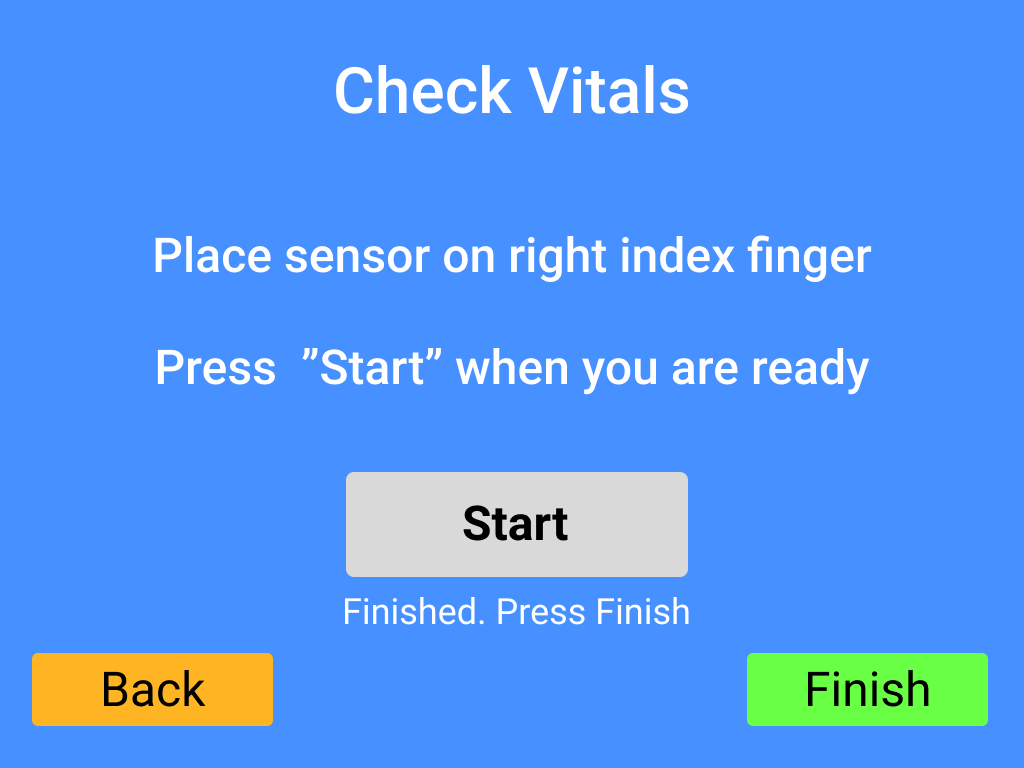 Check Vitals
Place sensor on right index finger
Press  ”Start” when you are ready
Start
Finished. Press Finish
Back
Finish